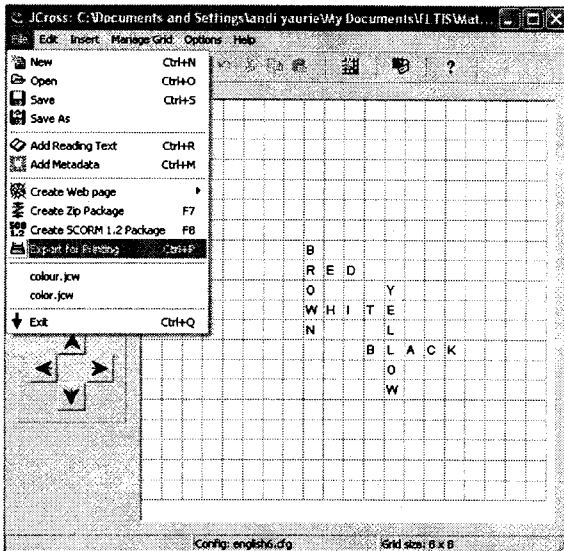 JCross: C:\Documents and Settings\andi yaurie\My Documents\f1 TIS\Mat...
File Edit Insert Manage Grid Options Help
New Ctrl+N
Open Ctrl+O
Save Ctrl+S
Save As
Add Reading Text Ctrl+R
Add Metadata Ctrl+M
Create Web page
Create Zip Package F7
Create SCORM 1.2 Package F8
Export for Printing Ctrl+P
colour.jcw
color.jcw
Exit Ctrl+Q
B
R E D
O Y
W H I T E
N L
B L A C K
O
W
Config: english6.cfg Grid size: 8 x 8